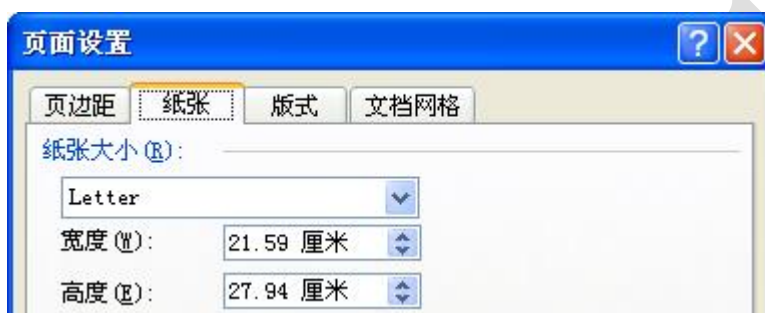 页面设置
页边距 纸张 版式 文档网格
纸张大小(R):
Letter
宽度(W): 21.59 厘米
高度(E): 27.94 厘米